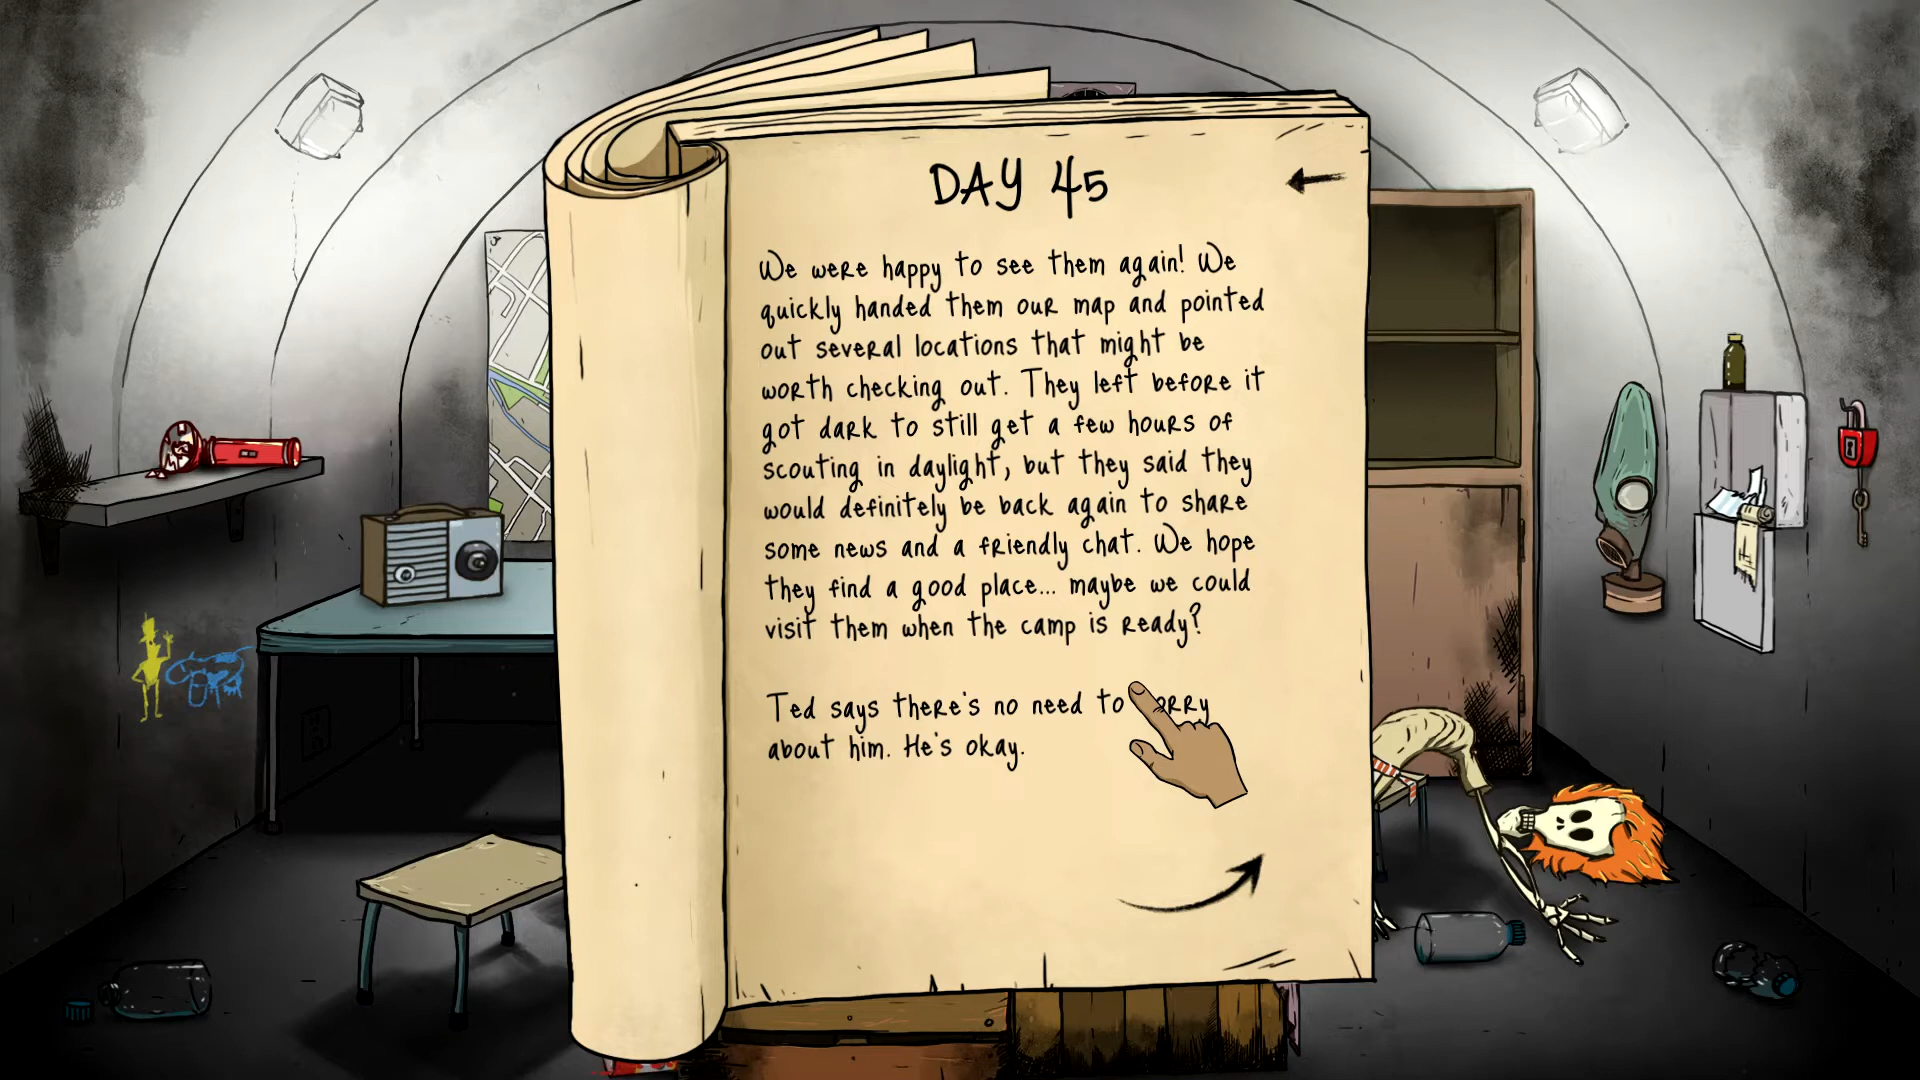 DAY 45
We were happy to see them again! We
quickly handed them our map and pointed
out several locations that might be
worth checking out. They left before it
got dark to still get a few hours of
scouting in daylight, but they said they
would definitely be back again to share
some news and a friendly chat. We hope
they find a good place... maybe we could
visit them when the camp is ready?
Ted says there's no need to orry
about him. He's okay.